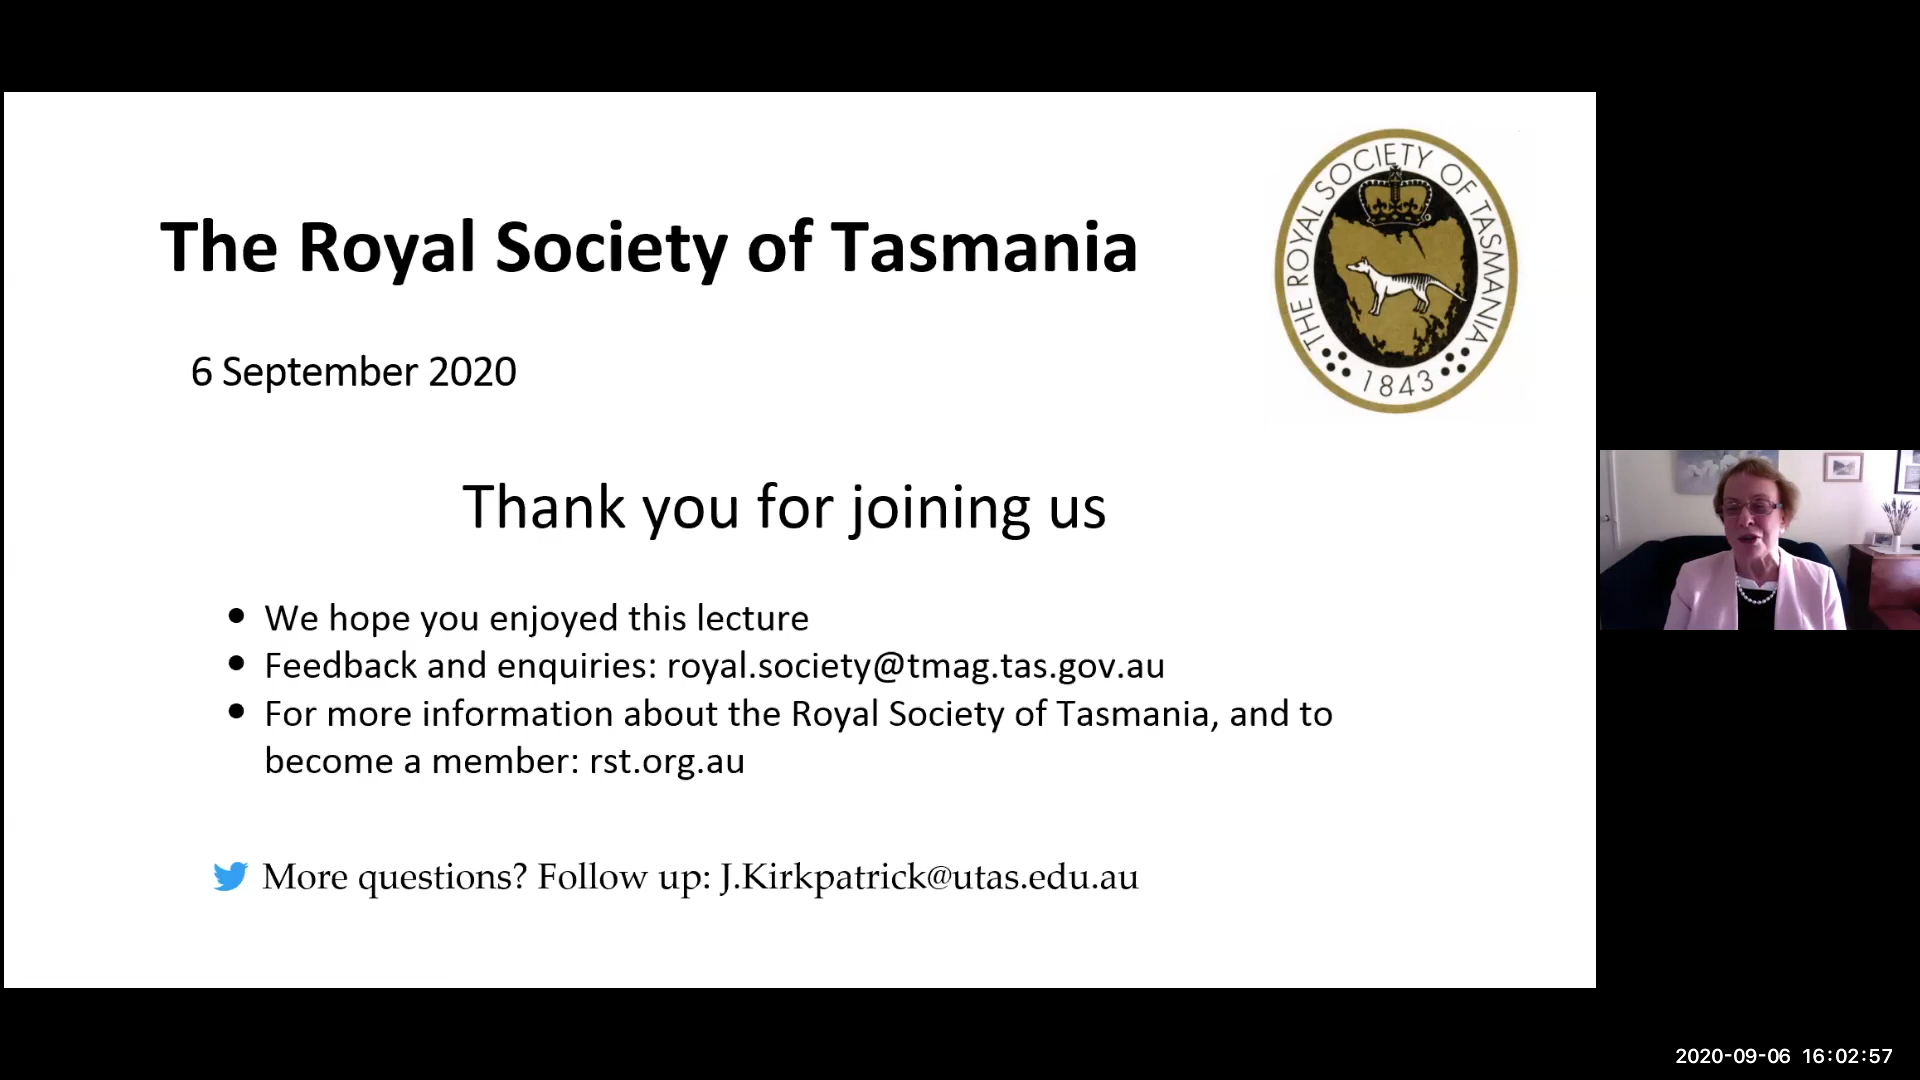 The Royal Society of Tasmania
THE ROYAL SOCIETY OF TASMANIA
1843
6 September 2020
Thank you for joining us
• We hope you enjoyed this lecture
• Feedback and enquiries: royal.society@tmag.tas.gov.au
• For more information about the Royal Society of Tasmania, and to
become a member: rst.org.au
More questions? Follow up: J.Kirkpatrick@utas.edu.au
2020-09-06 16:02:57